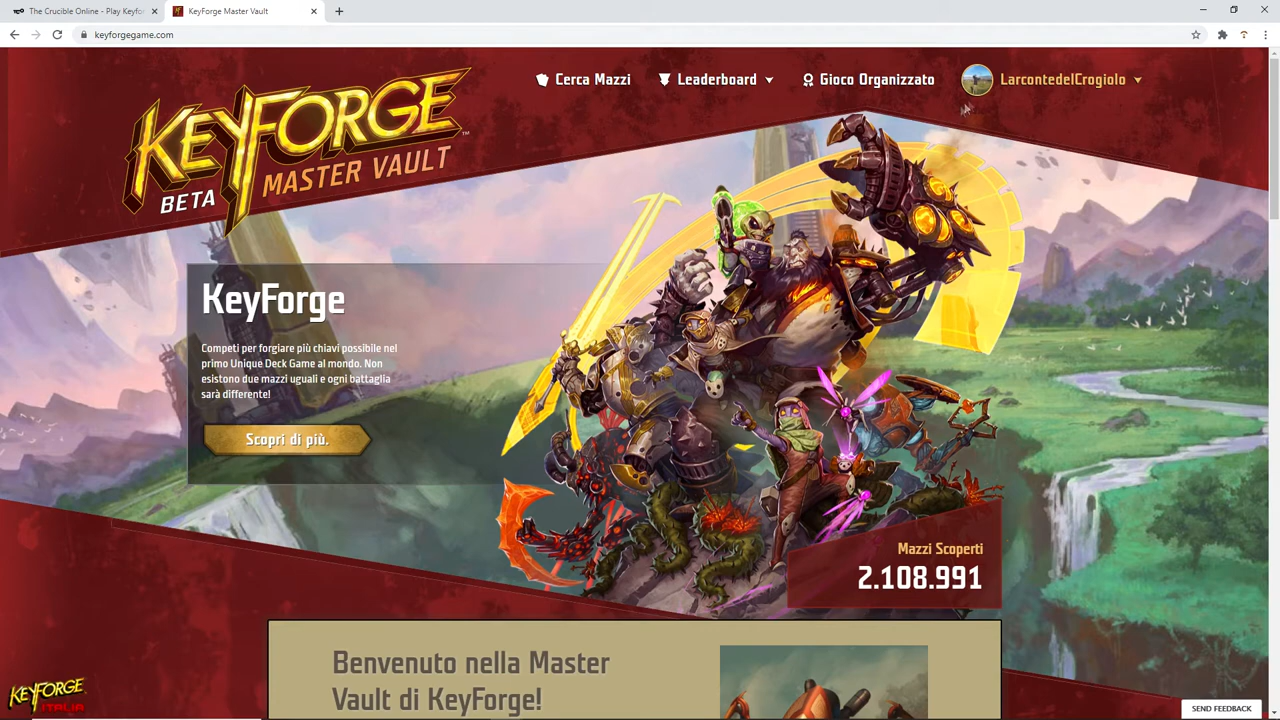 The Crucible Online - Play Keyfor
KeyForge Master Vault
keyforgegame.com
KEYFORGE
BETA MASTER VAULT
Cerca Mazzi
Leaderboard
Gioco Organizzato
LarcontedelCrogiolo
KeyForge
Competi per forgiare più chiavi possibile nel
primo Unique Deck Game al mondo. Non
esistono due mazzi uguali e ogni battaglia
sarà differente!
Scopri di più.
Mazzi Scoperti
2.108.991
Benvenuto nella Master
Vault di KeyForge!
KEYFORGE
ITALIA
SEND FEEDBACK